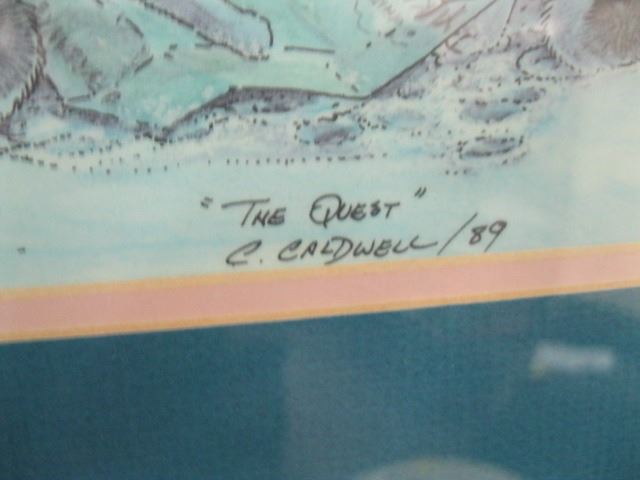 "THE QUEST"
C. CALDWELL /89